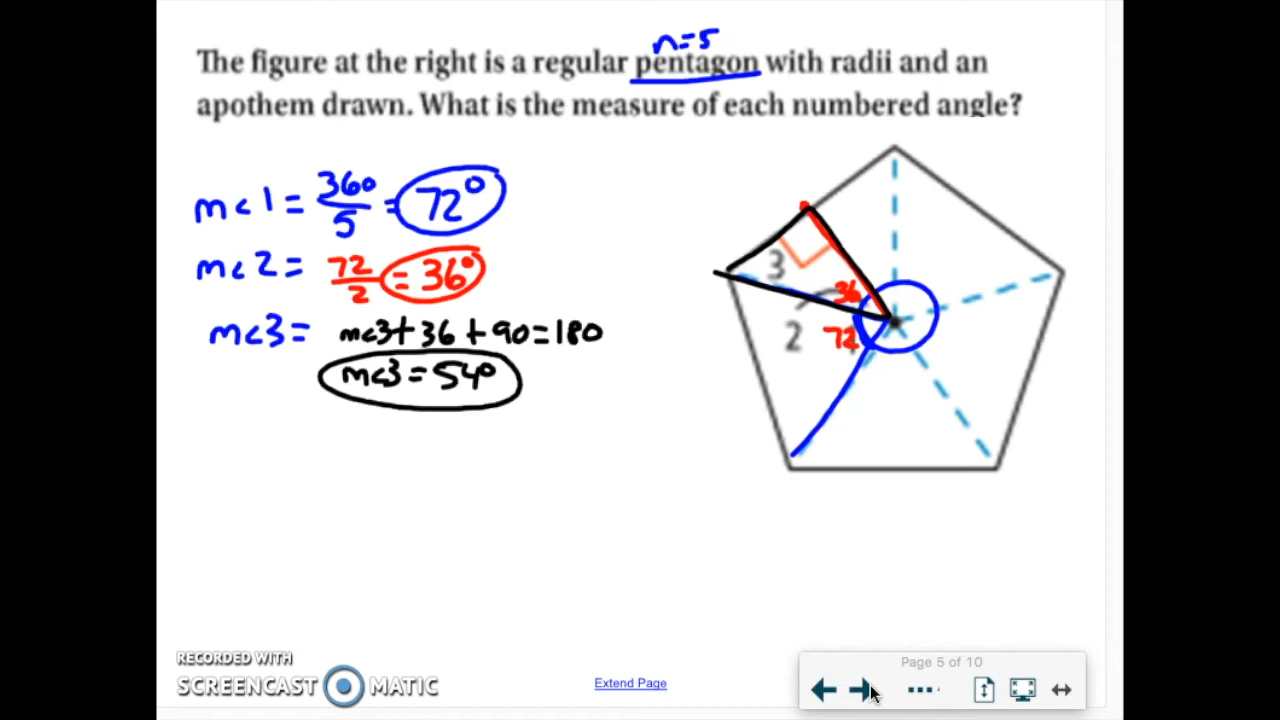 n=5
The figure at the right is a regular pentagon with radii and an
apothem drawn. What is the measure of each numbered angle?
m<1 = 360/5 = 72°
m<2 = 72/2 = 36°
m<3 = m<3 + 36 + 90 = 180
m<3 = 54°
3
36
2
72
RECORDED WITH
SCREENCAST O MATIC
Extend Page
Page 5 of 10